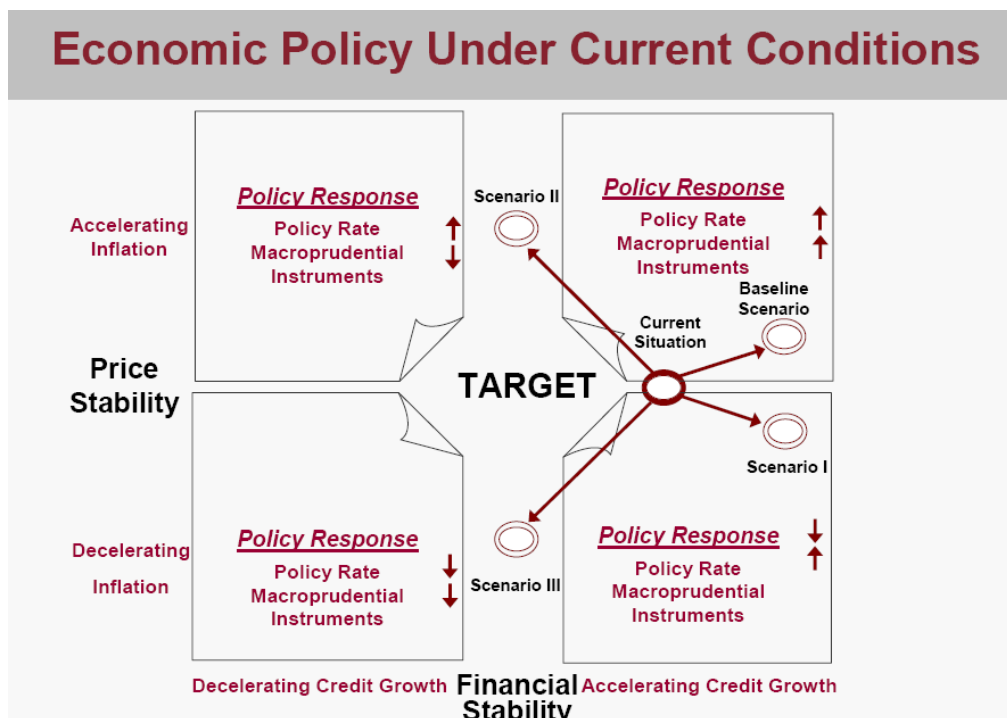 Economic Policy Under Current Conditions
Accelerating
Inflation
Policy Response
Policy Rate
Macroprudential
Instruments
Scenario II
Policy Response
Policy Rate
Macroprudential
Instruments
Baseline
Scenario
Current
Situation
Price
Stability
TARGET
Scenario I
Decelerating
Inflation
Policy Response
Policy Rate
Macroprudential
Instruments
Scenario III
Policy Response
Policy Rate
Macroprudential
Instruments
Decelerating Credit Growth
Financial
Stability
Accelerating Credit Growth